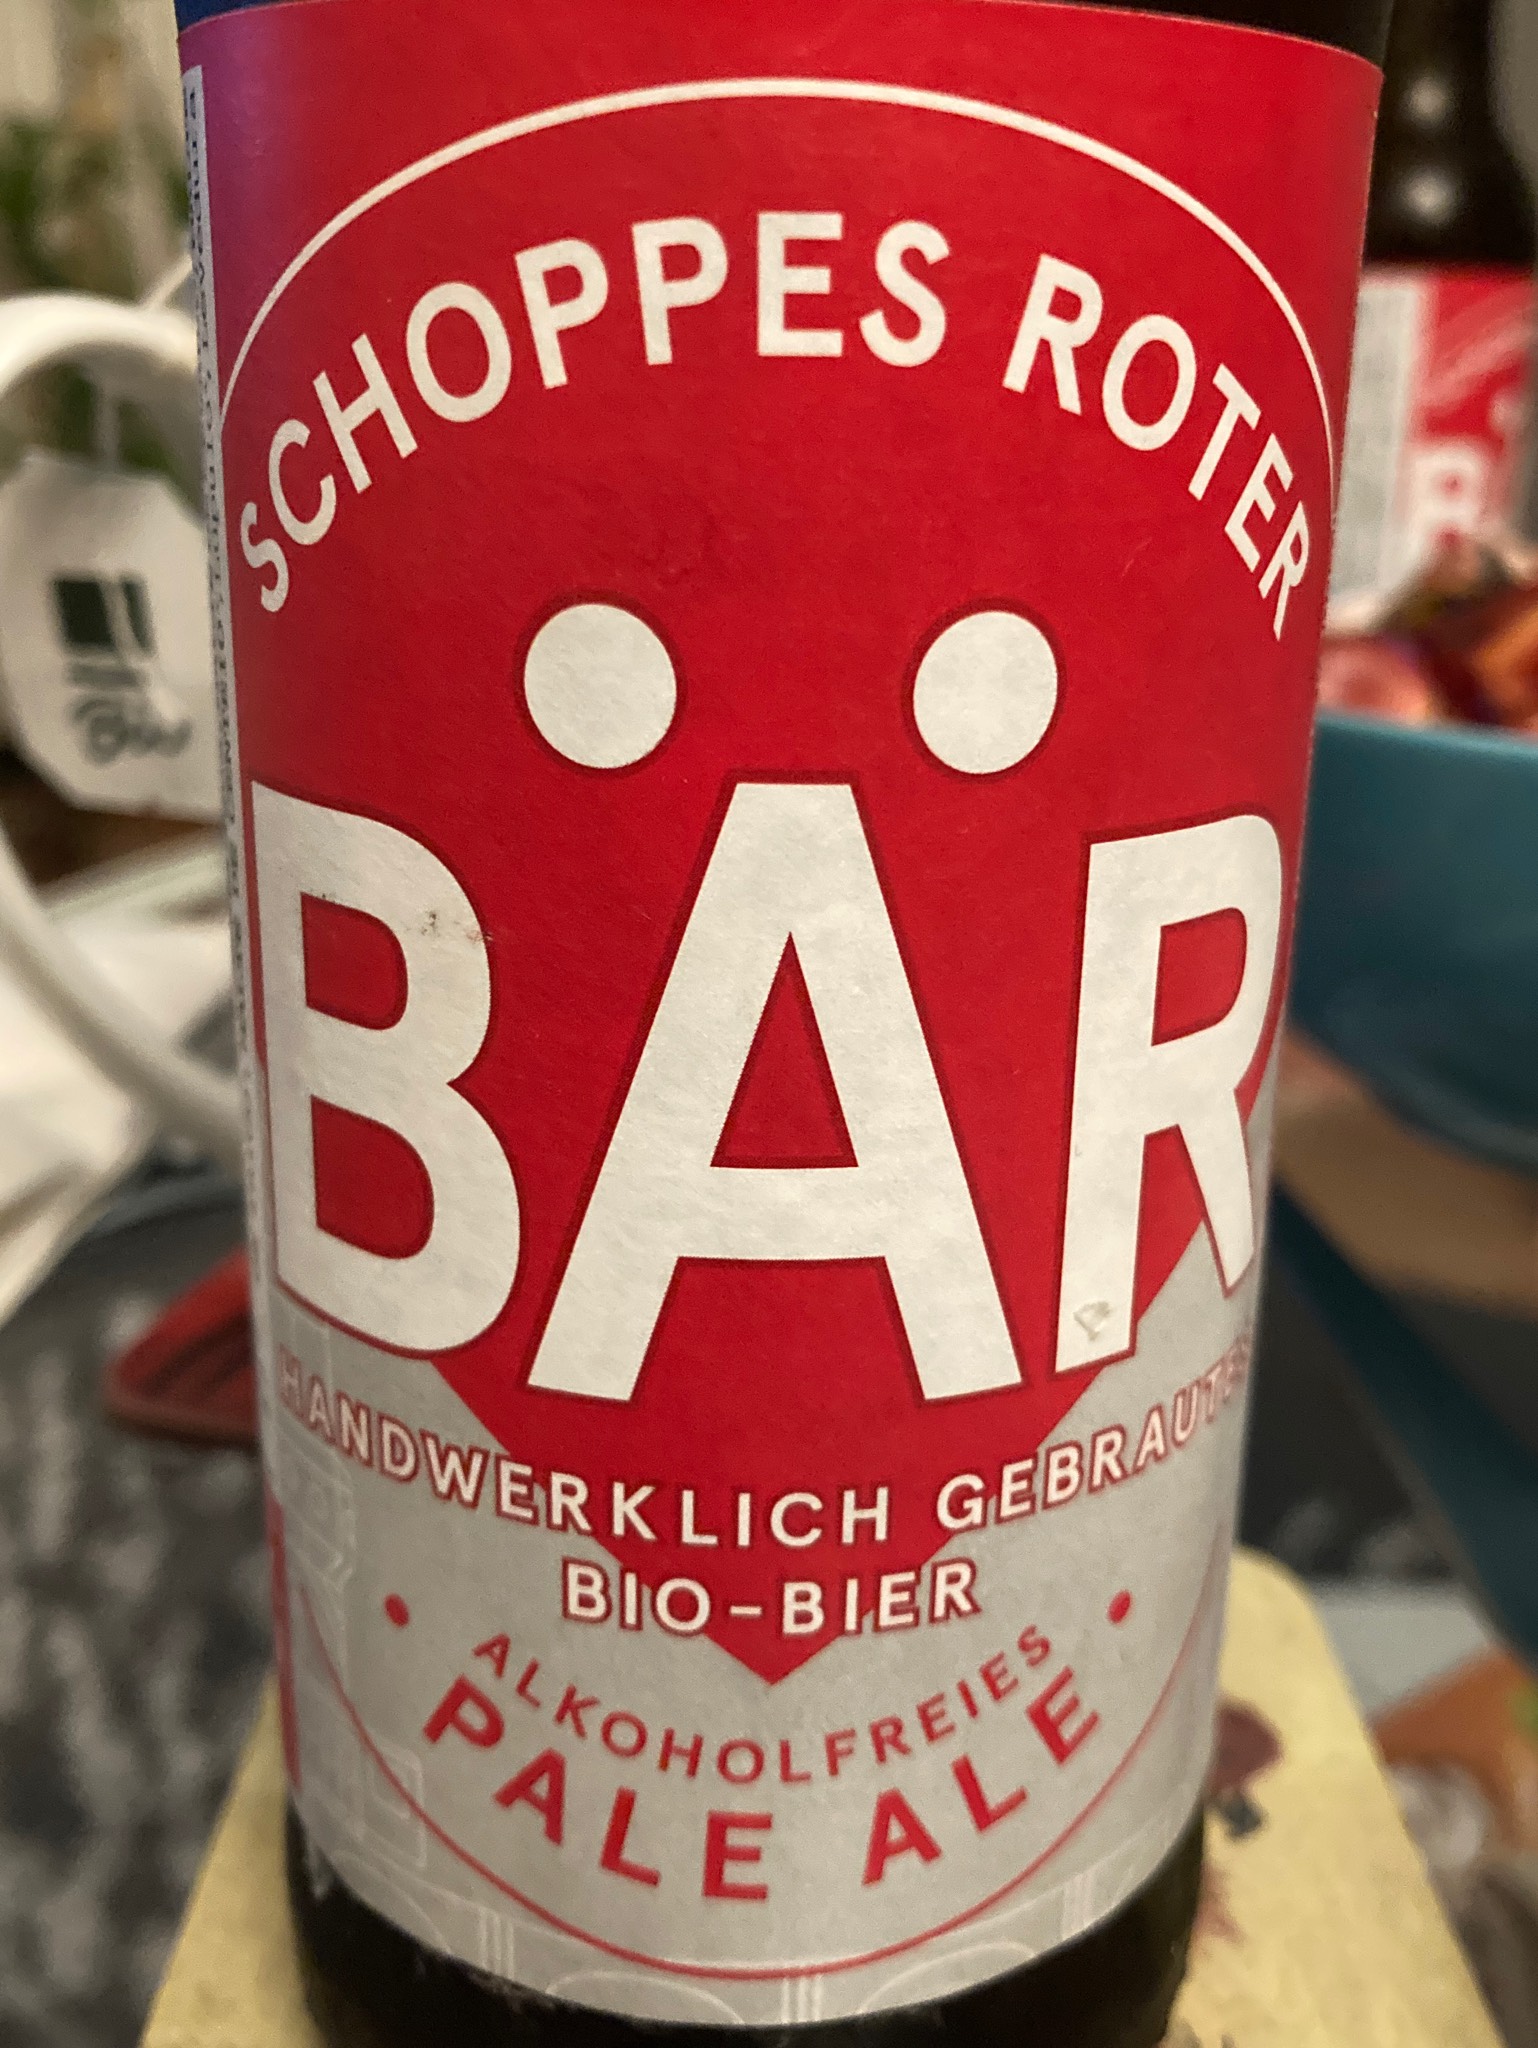 SCHOPPES ROTER
BÄR
HANDWERKLICH GEBRAUTES
BIO-BIER
ALKOHOLFREIES
PALE ALE